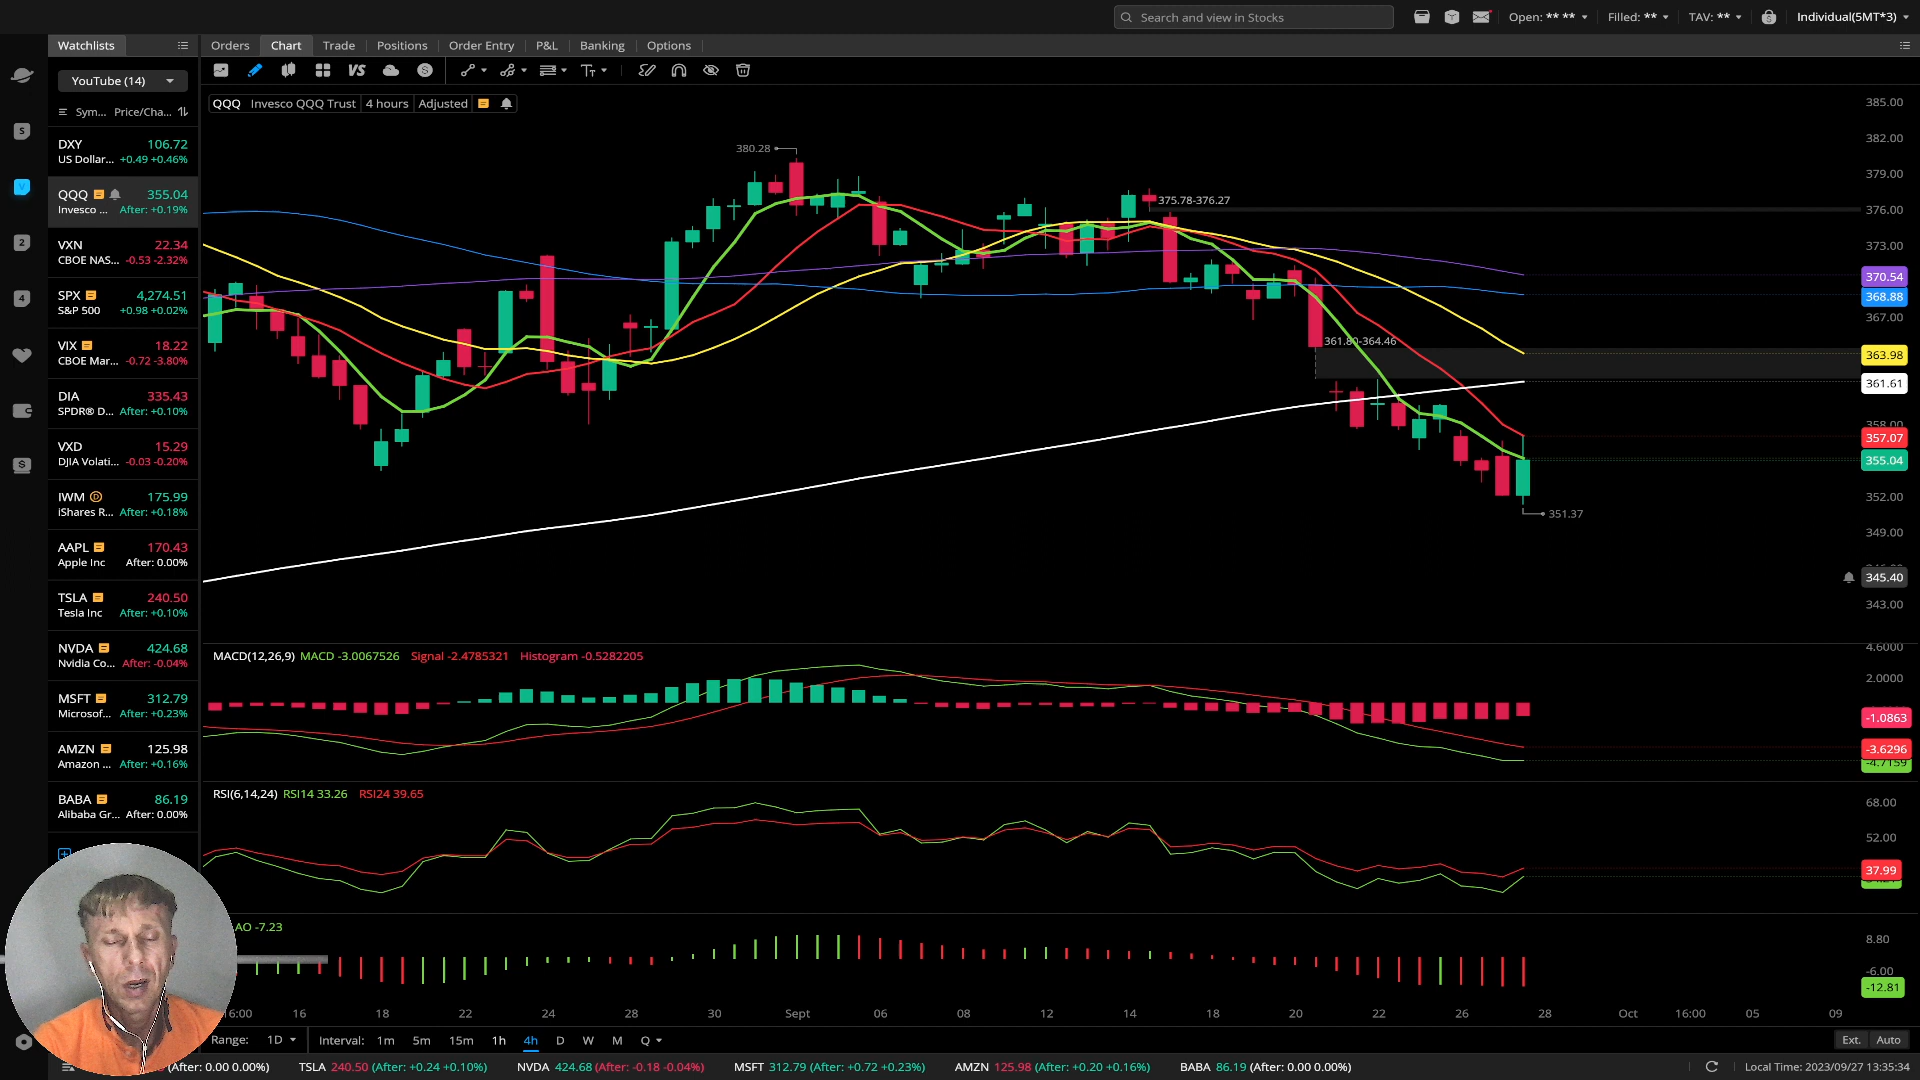 Search and view in Stocks
Open: ** **
Filled: **
TAV: **
Individual(5MT*3)
Watchlists
Orders
Chart
Trade
Positions
Order Entry
P&L
Banking
Options
YouTube (14)
VS
Sym... Price/Cha...
QQQ Invesco QQQ Trust 4 hours Adjusted
DXY 106.72
US Dollar... +0.49 +0.46%
QQQ 355.04
Invesco ... After: +0.19%
VXN 22.34
CBOE NAS... -0.53 -2.32%
SPX 4,274.51
S&P 500 +0.98 +0.02%
VIX 18.22
CBOE Mar... -0.72 -3.80%
DIA 335.43
SPDR® D... After: +0.10%
VXD 15.29
DJIA Volati... -0.03 -0.20%
IWM 175.99
iShares R... After: +0.18%
AAPL 170.43
Apple Inc After: 0.00%
TSLA 240.50
Tesla Inc After: +0.10%
NVDA 424.68
Nvidia Co... After: -0.04%
MSFT 312.79
Microsof... After: +0.23%
AMZN 125.98
Amazon ... After: +0.16%
BABA 86.19
Alibaba Gr... After: 0.00%
380.28
375.78-376.27
361.80-364.46
351.37
385.00
382.00
379.00
376.00
373.00
370.54
368.88
367.00
363.98
361.61
358.00
357.07
355.04
352.00
349.00
345.40
343.00
MACD(12,26,9) MACD -3.0067526 Signal -2.4785321 Histogram -0.5282205
4.6000
2.0000
-1.0863
-3.6296
-4.7159
RSI(6,14,24) RSI14 33.26 RSI24 39.65
68.00
52.00
37.99
AO -7.23
8.80
-6.00
-12.81
16:00 16 18 22 24 28 30 Sept 06 08 12 14 18 20 22 26 28 Oct 16:00 05 09
Range: 1D Interval: 1m 5m 15m 1h 4h D W M Q
Ext. Auto
(After: 0.00 0.00%) TSLA 240.50 (After: +0.24 +0.10%) NVDA 424.68 (After: -0.18 -0.04%) MSFT 312.79 (After: +0.72 +0.23%) AMZN 125.98 (After: +0.20 +0.16%) BABA 86.19 (After: 0.00 0.00%)
Local Time: 2023/09/27 13:35:34